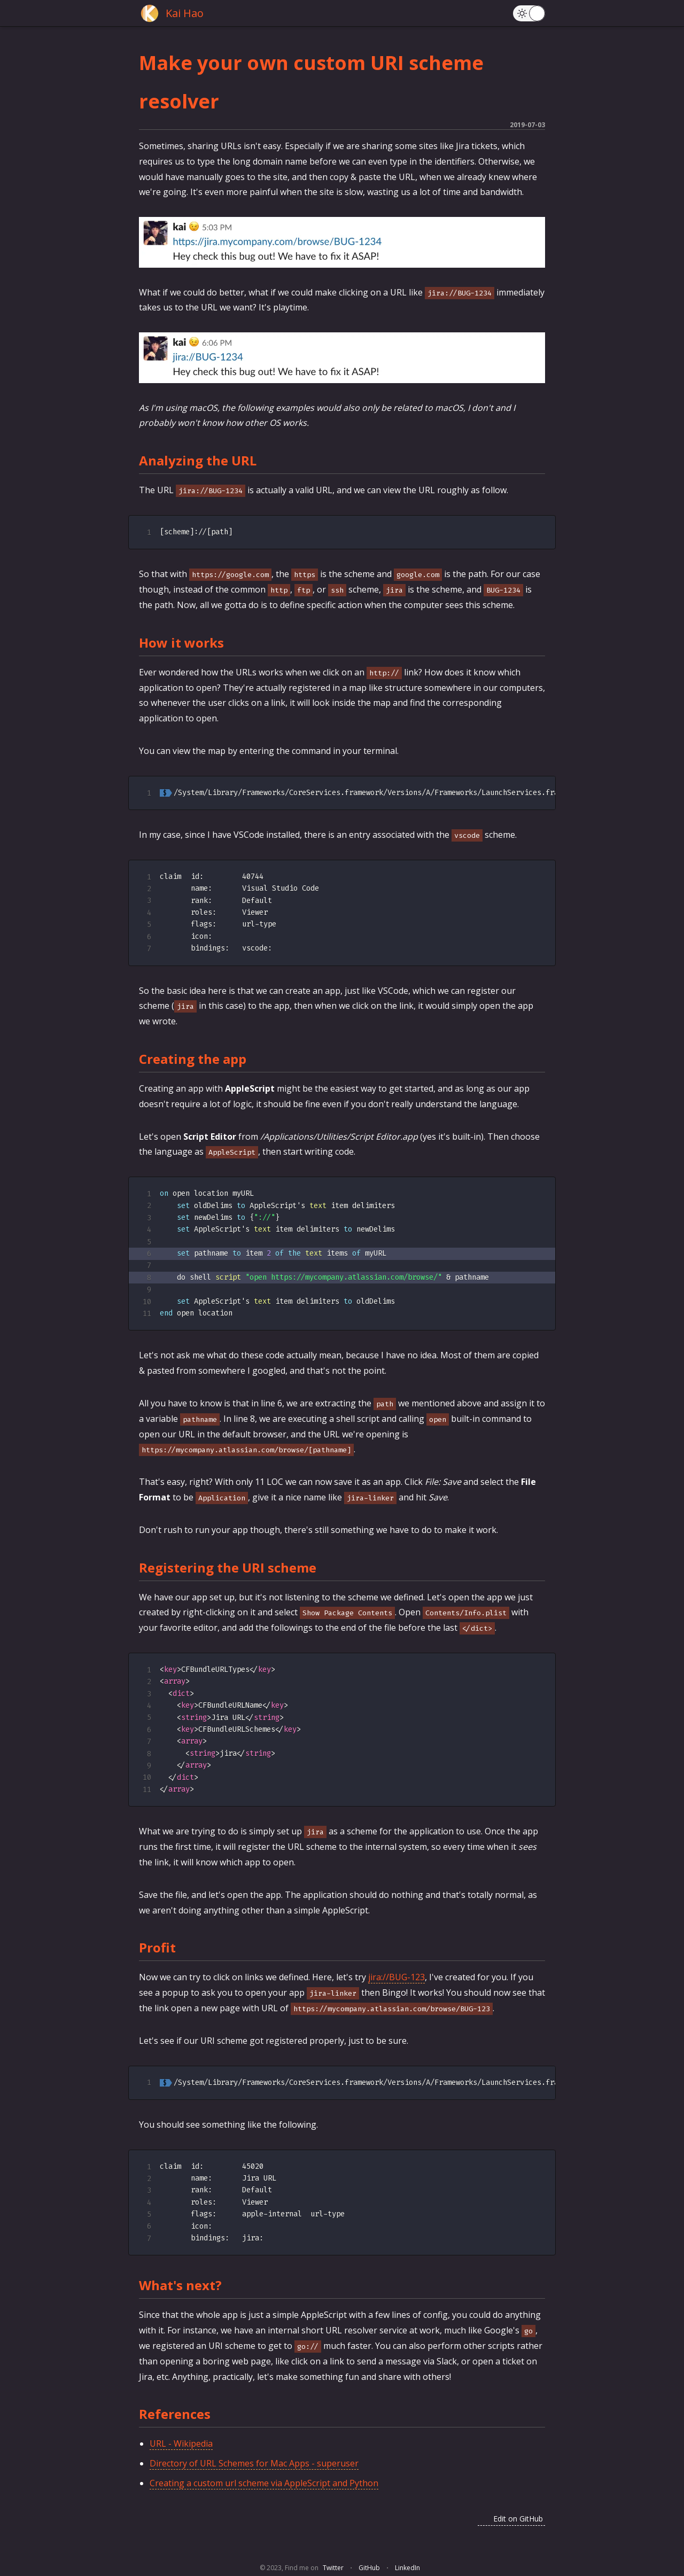 Kai Hao
Make your own custom URI scheme
resolver
2019-07-03
Sometimes, sharing URLs isn't easy. Especially if we are sharing some sites like Jira tickets, which
requires us to type the long domain name before we can even type in the identifiers. Otherwise, we
would have manually goes to the site, and then copy & paste the URL, when we already knew where
we're going. It's even more painful when the site is slow, wasting us a lot of time and bandwidth.
kai 😉 5:03 PM
https://jira.mycompany.com/browse/BUG-1234
Hey check this bug out! We have to fix it ASAP!
What if we could do better, what if we could make clicking on a URL like jira://BUG-1234 immediately
takes us to the URL we want? It's playtime.
kai 😉 6:06 PM
jira://BUG-1234
Hey check this bug out! We have to fix it ASAP!
As I'm using macOS, the following examples would also only be related to macOS, I don't and I
probably won't know how other OS works.
Analyzing the URL
The URL jira://BUG-1234 is actually a valid URL, and we can view the URL roughly as follow.
1 [scheme]://[path]
So that with https://google.com, the https is the scheme and google.com is the path. For our case
though, instead of the common http, ftp, or ssh scheme, jira is the scheme, and BUG-1234 is
the path. Now, all we gotta do is to define specific action when the computer sees this scheme.
How it works
Ever wondered how the URLs works when we click on an http:// link? How does it know which
application to open? They're actually registered in a map like structure somewhere in our computers,
so whenever the user clicks on a link, it will look inside the map and find the corresponding
application to open.
You can view the map by entering the command in your terminal.
1 $ /System/Library/Frameworks/CoreServices.framework/Versions/A/Frameworks/LaunchServices.fra
In my case, since I have VSCode installed, there is an entry associated with the vscode scheme.
1 claim id: 40744
2 name: Visual Studio Code
3 rank: Default
4 roles: Viewer
5 flags: url-type
6 icon:
7 bindings: vscode:
So the basic idea here is that we can create an app, just like VSCode, which we can register our
scheme (jira in this case) to the app, then when we click on the link, it would simply open the app
we wrote.
Creating the app
Creating an app with AppleScript might be the easiest way to get started, and as long as our app
doesn't require a lot of logic, it should be fine even if you don't really understand the language.
Let's open Script Editor from /Applications/Utilities/Script Editor.app (yes it's built-in). Then choose
the language as AppleScript, then start writing code.
1 on open location myURL
2 set oldDelims to AppleScript's text item delimiters
3 set newDelims to {"://"}
4 set AppleScript's text item delimiters to newDelims
5
6 set pathname to item 2 of the text items of myURL
7
8 do shell script "open https://mycompany.atlassian.com/browse/" & pathname
9
10 set AppleScript's text item delimiters to oldDelims
11 end open location
Let's not ask me what do these code actually mean, because I have no idea. Most of them are copied
& pasted from somewhere I googled, and that's not the point.
All you have to know is that in line 6, we are extracting the path we mentioned above and assign it to
a variable pathname. In line 8, we are executing a shell script and calling open built-in command to
open our URL in the default browser, and the URL we're opening is
https://mycompany.atlassian.com/browse/[pathname].
That's easy, right? With only 11 LOC we can now save it as an app. Click File: Save and select the File
Format to be Application, give it a nice name like jira-linker and hit Save.
Don't rush to run your app though, there's still something we have to do to make it work.
Registering the URI scheme
We have our app set up, but it's not listening to the scheme we defined. Let's open the app we just
created by right-clicking on it and select Show Package Contents. Open Contents/Info.plist with
your favorite editor, and add the followings to the end of the file before the last </dict>.
1 <key>CFBundleURLTypes</key>
2 <array>
3 <dict>
4 <key>CFBundleURLName</key>
5 <string>Jira URL</string>
6 <key>CFBundleURLSchemes</key>
7 <array>
8 <string>jira</string>
9 </array>
10 </dict>
11 </array>
What we are trying to do is simply set up jira as a scheme for the application to use. Once the app
runs the first time, it will register the URL scheme to the internal system, so every time when it sees
the link, it will know which app to open.
Save the file, and let's open the app. The application should do nothing and that's totally normal, as
we aren't doing anything other than a simple AppleScript.
Profit
Now we can try to click on links we defined. Here, let's try jira://BUG-123, I've created for you. If you
see a popup to ask you to open your app jira-linker then Bingo! It works! You should now see that
the link open a new page with URL of https://mycompany.atlassian.com/browse/BUG-123.
Let's see if our URI scheme got registered properly, just to be sure.
1 $ /System/Library/Frameworks/CoreServices.framework/Versions/A/Frameworks/LaunchServices.fra
You should see something like the following.
1 claim id: 45020
2 name: Jira URL
3 rank: Default
4 roles: Viewer
5 flags: apple-internal url-type
6 icon:
7 bindings: jira:
What's next?
Since that the whole app is just a simple AppleScript with a few lines of config, you could do anything
with it. For instance, we have an internal short URL resolver service at work, much like Google's go,
we registered an URI scheme to get to go:// much faster. You can also perform other scripts rather
than opening a boring web page, like click on a link to send a message via Slack, or open a ticket on
Jira, etc. Anything, practically, let's make something fun and share with others!
References
URL - Wikipedia
Directory of URL Schemes for Mac Apps - superuser
Creating a custom url scheme via AppleScript and Python
Edit on GitHub
© 2023, Find me on Twitter · GitHub · LinkedIn